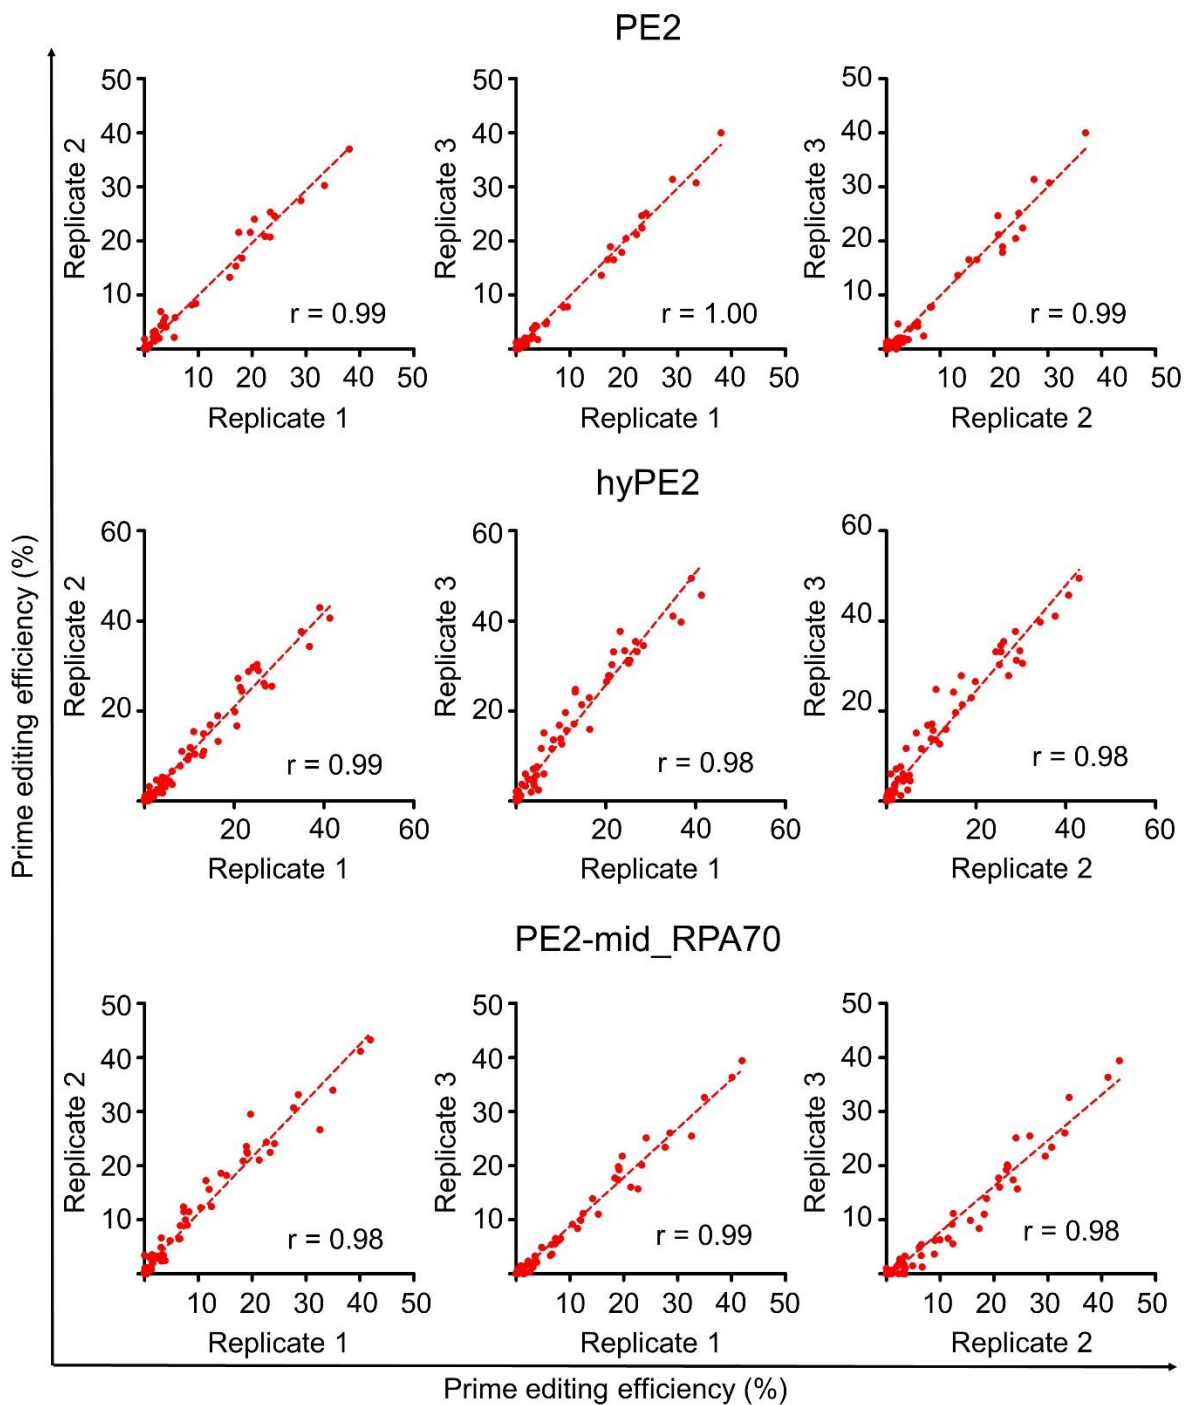 PE2
50
40
30
20
10
Replicate 2
r = 0.99
10 20 30 40 50
Replicate 1
50
40
30
20
10
Replicate 3
r = 1.00
10 20 30 40 50
Replicate 1
50
40
30
20
10
Replicate 3
r = 0.99
10 20 30 40 50
Replicate 2
hyPE2
Prime editing efficiency (%)
60
40
20
Replicate 2
r = 0.99
20 40 60
Replicate 1
60
40
20
Replicate 3
r = 0.98
20 40 60
Replicate 1
60
40
20
Replicate 3
r = 0.98
20 40 60
Replicate 2
PE2-mid_RPA70
50
40
30
20
10
Replicate 2
r = 0.98
10 20 30 40 50
Replicate 1
50
40
30
20
10
Replicate 3
r = 0.99
10 20 30 40 50
Replicate 1
50
40
30
20
10
Replicate 3
r = 0.98
10 20 30 40 50
Replicate 2
Prime editing efficiency (%)